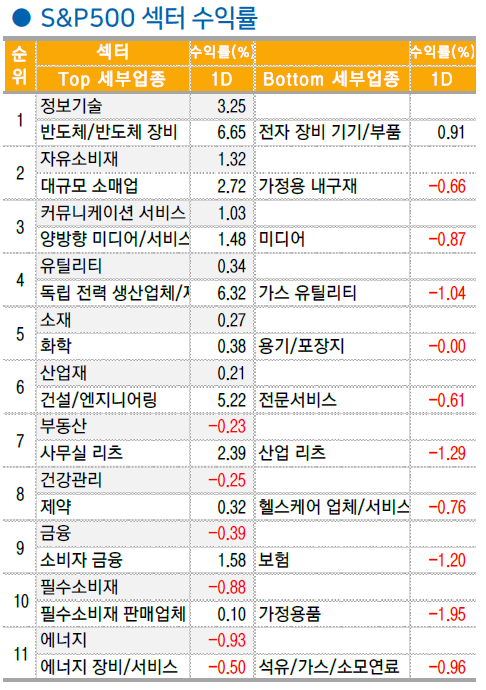 ● S&P500 섹터 수익률
순위 섹터 수익률(%) 수익률(%)
Top 세부업종 1D Bottom 세부업종 1D
1 정보기술 3.25
반도체/반도체 장비 6.65 전자 장비 기기/부품 0.91
2 자유소비재 1.32
대규모 소매업 2.72 가정용 내구재 -0.66
3 커뮤니케이션 서비스 1.03
양방향 미디어/서비스 1.48 미디어 -0.87
4 유틸리티 0.34
독립 전력 생산업체/ 6.32 가스 유틸리티 -1.04
5 소재 0.27
화학 0.38 용기/포장지 -0.00
6 산업재 0.21
건설/엔지니어링 5.22 전문서비스 -0.61
7 부동산 -0.23
사무실 리츠 2.39 산업 리츠 -1.29
8 건강관리 -0.25
제약 0.32 헬스케어 업체/서비스 -0.76
9 금융 -0.39
소비자 금융 1.58 보험 -1.20
10 필수소비재 -0.88
필수소비재 판매업체 0.10 가정용품 -1.95
11 에너지 -0.93
에너지 장비/서비스 -0.50 석유/가스/소모연료 -0.96